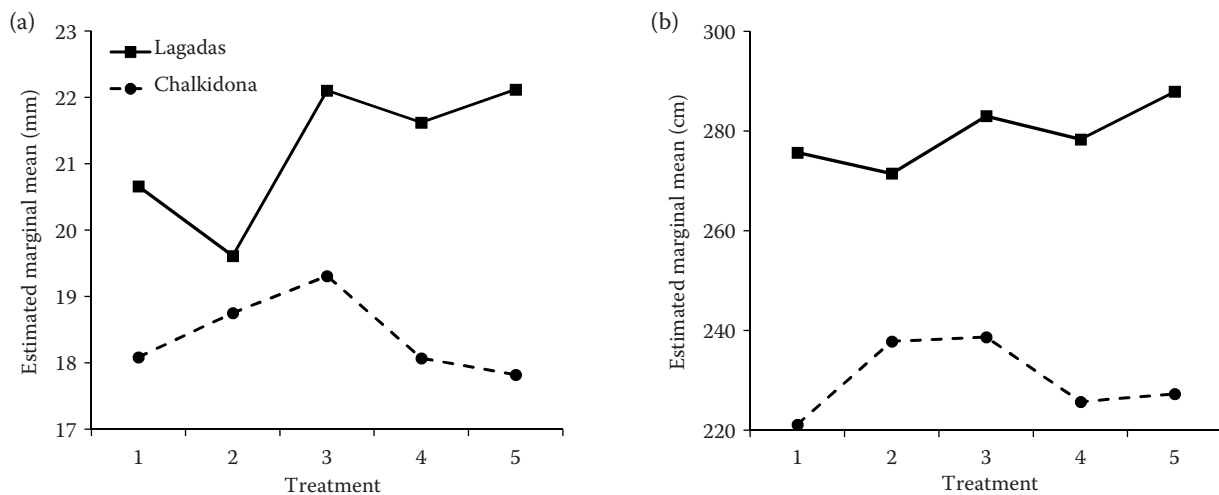 (a)
Estimated marginal mean (mm)
23
22
21
20
19
18
17
Lagadas
Chalkidona
1 2 3 4 5
Treatment
(b)
Estimated marginal mean (cm)
300
280
260
240
220
1 2 3 4 5
Treatment